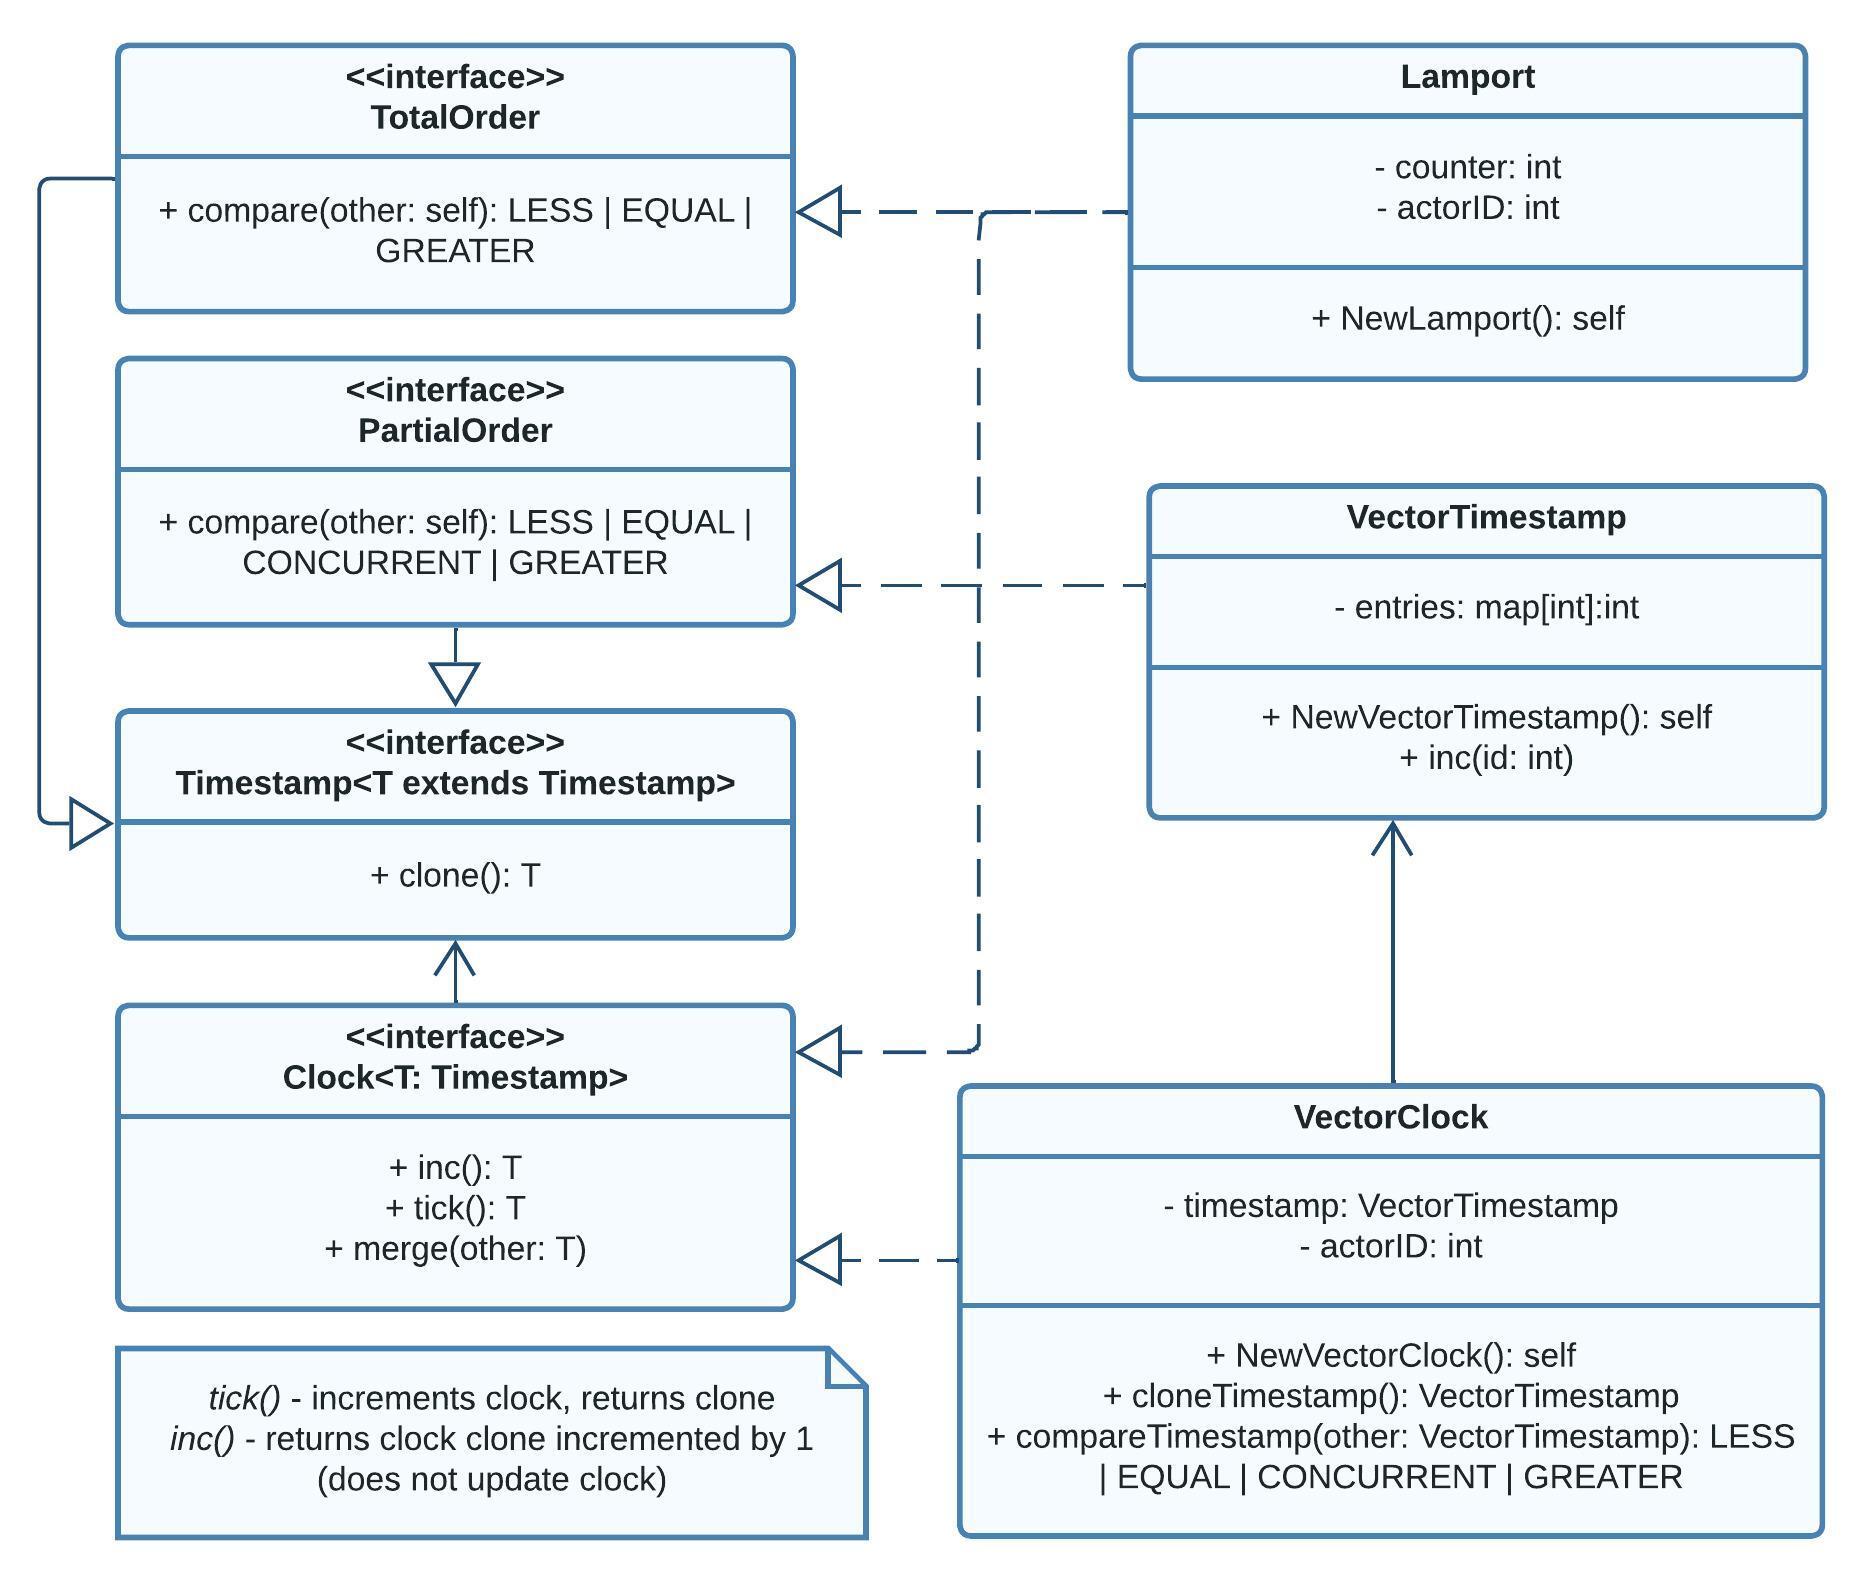 <<interface>>
TotalOrder
+ compare(other: self): LESS | EQUAL |
GREATER
<<interface>>
PartialOrder
+ compare(other: self): LESS | EQUAL |
CONCURRENT | GREATER
<<interface>>
Timestamp<T extends Timestamp>
+ clone(): T
<<interface>>
Clock<T: Timestamp>
+ inc(): T
+ tick(): T
+ merge(other: T)
tick() - increments clock, returns clone
inc() - returns clock clone incremented by 1
(does not update clock)
Lamport
- counter: int
- actorID: int
+ NewLamport(): self
VectorTimestamp
- entries: map[int]:int
+ NewVectorTimestamp(): self
+ inc(id: int)
VectorClock
- timestamp: VectorTimestamp
- actorID: int
+ NewVectorClock(): self
+ cloneTimestamp(): VectorTimestamp
+ compareTimestamp(other: VectorTimestamp): LESS
| EQUAL | CONCURRENT | GREATER